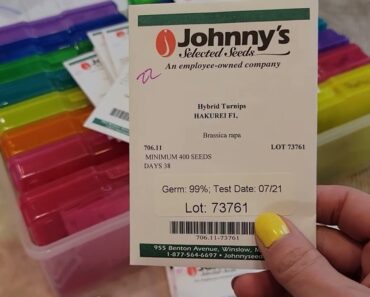 Johnny's
Selected Seeds
An employee-owned company
22
Hybrid Turnips
HAKUREI F1,
Brassica rapa
706.11 LOT 73761
MINIMUM 400 SEEDS
DAYS 38
Germ: 99%; Test Date: 07/21
Lot: 73761
706.11-73761
955 Benton Avenue, Winslow,
1-877-564-6697 • Johnnyseed